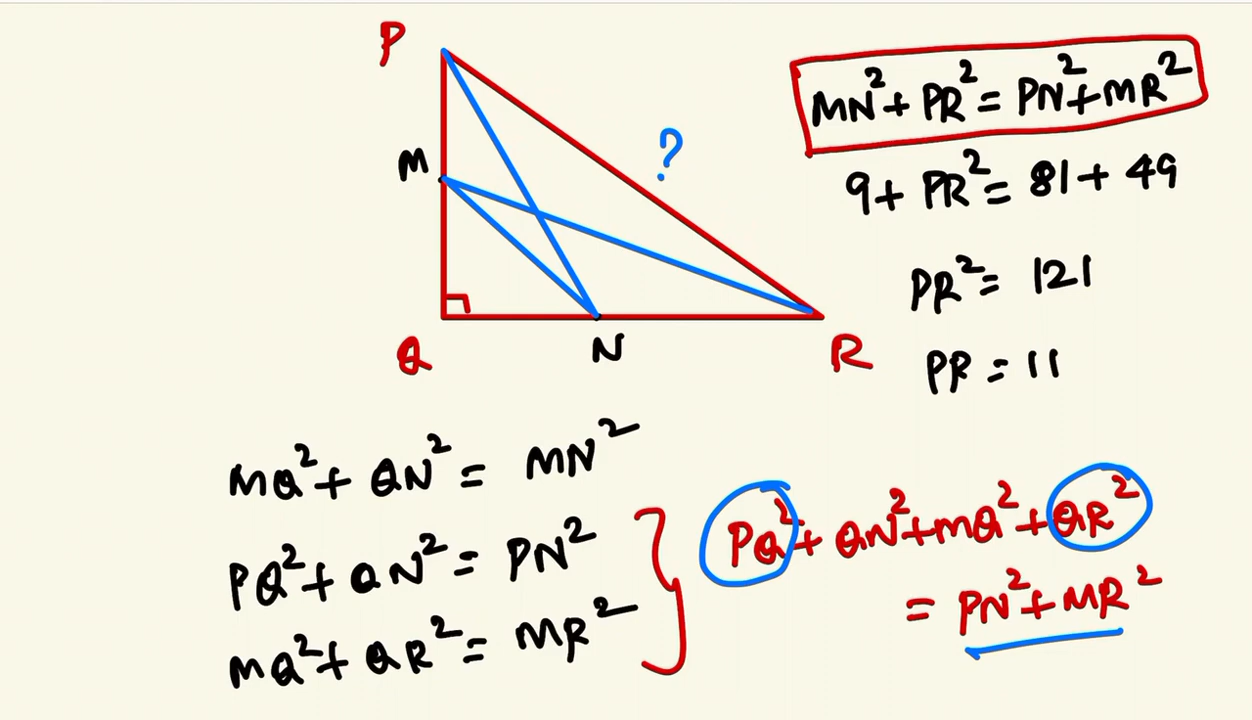 P
M
?
Q
N
R
MN²+ PR² = PN²+MR²
9+ PR² = 81+ 49
PR² = 121
PR = 11
MQ²+ QN² = MN²
PQ²+ QN² = PN²
MQ²+ QR² = MR²
PQ²+ QN²+MQ²+QR²
= PN²+MR²